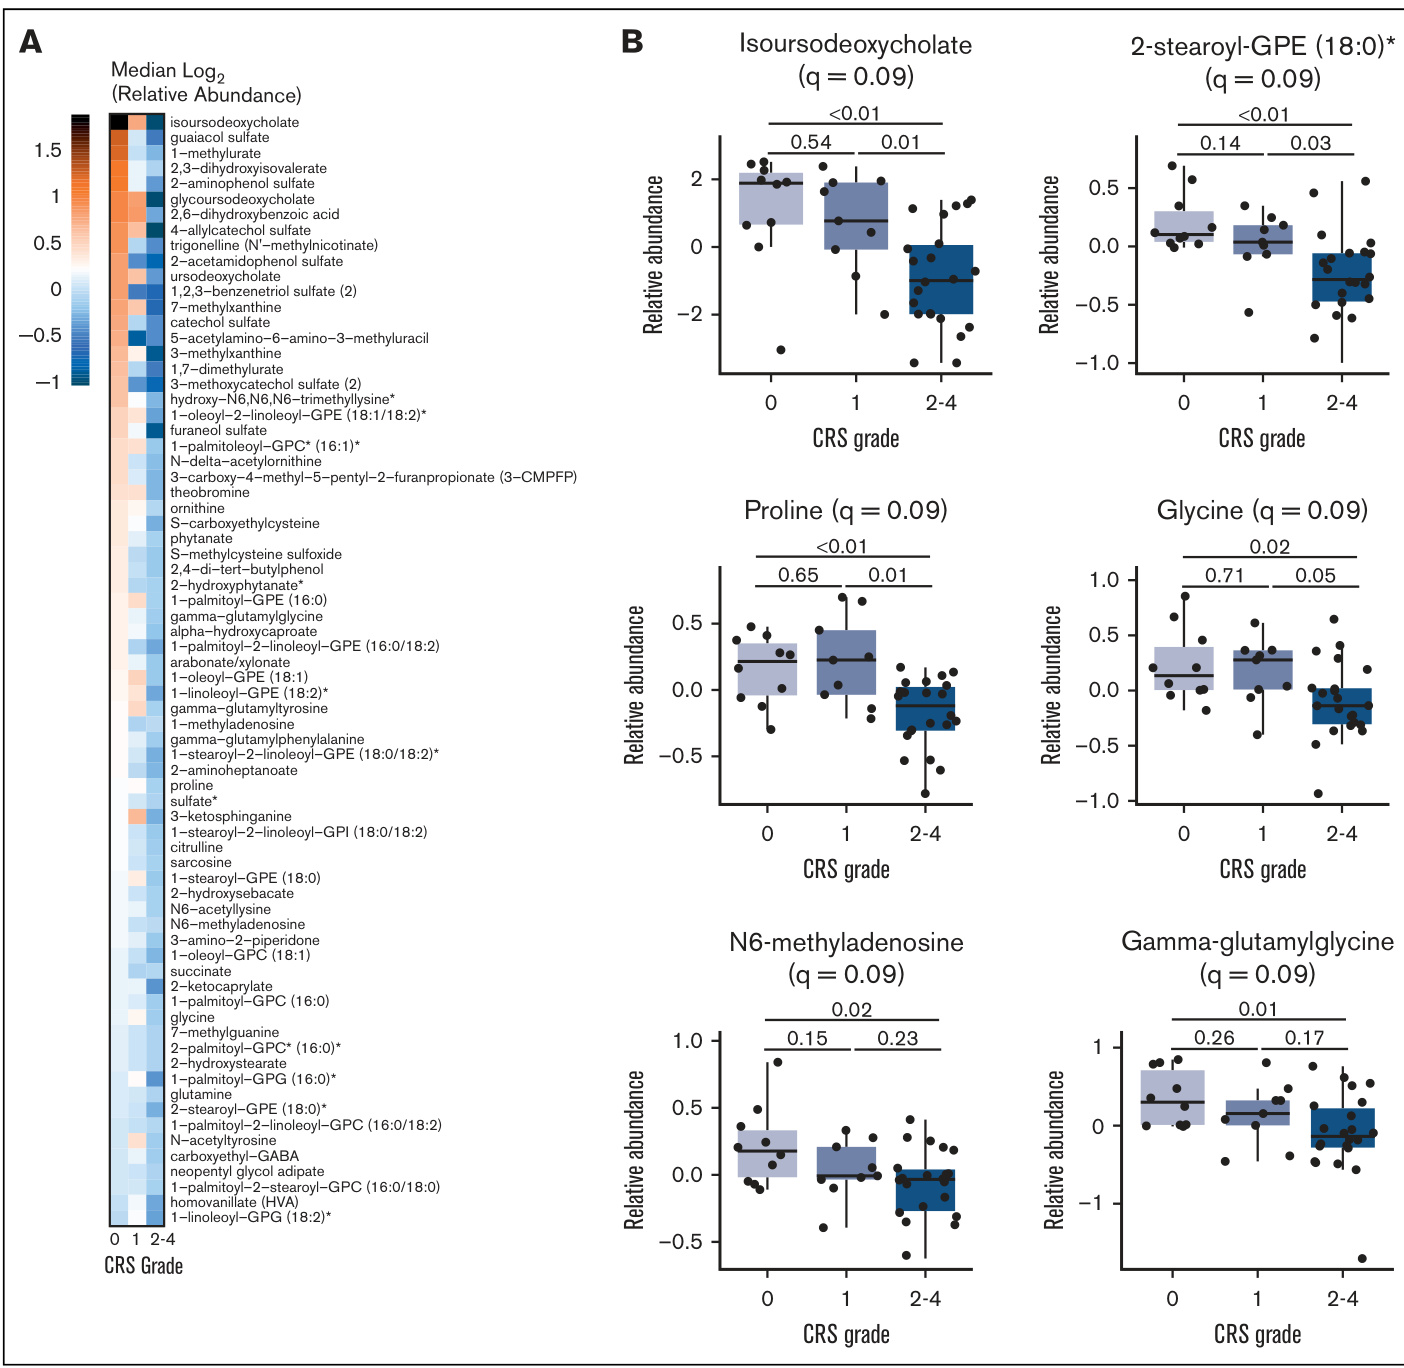 A
Median Log2
(Relative Abundance)
1.5
1
0.5
0
−0.5
−1
isoursodeoxycholate
guaiacol sulfate
1−methylurate
2,3−dihydroxyisovalerate
2−aminophenol sulfate
glycoursodeoxycholate
2,6−dihydroxybenzoic acid
4−allylcatechol sulfate
trigonelline (N'−methylnicotinate)
2−acetamidophenol sulfate
ursodeoxycholate
1,2,3−benzenetriol sulfate (2)
7−methylxanthine
catechol sulfate
5−acetylamino−6−amino−3−methyluracil
3−methylxanthine
1,7−dimethylurate
3−methoxycatechol sulfate (2)
hydroxy−N6,N6,N6−trimethyllysine*
1−oleoyl−2−linoleoyl−GPE (18:1/18:2)*
furaneol sulfate
1−palmitoleoyl−GPC* (16:1)*
N−delta−acetylornithine
3−carboxy−4−methyl−5−pentyl−2−furanpropionate (3−CMPFP)
theobromine
ornithine
S−carboxyethylcysteine
phytanate
S−methylcysteine sulfoxide
2,4−di−tert−butylphenol
2−hydroxyphytanate*
1−palmitoyl−GPE (16:0)
gamma−glutamylglycine
alpha−hydroxycaproate
1−palmitoyl−2−linoleoyl−GPE (16:0/18:2)
arabonate/xylonate
1−oleoyl−GPE (18:1)
1−linoleoyl−GPE (18:2)*
gamma−glutamyltyrosine
1−methyladenosine
gamma−glutamylphenylalanine
1−stearoyl−2−linoleoyl−GPE (18:0/18:2)*
2−aminoheptanoate
proline
sulfate*
3−ketosphinganine
1−stearoyl−2−linoleoyl−GPI (18:0/18:2)
citrulline
sarcosine
1−stearoyl−GPE (18:0)
2−hydroxysebacate
N6−acetyllysine
N6−methyladenosine
3−amino−2−piperidone
1−oleoyl−GPC (18:1)
succinate
2−ketocaprylate
1−palmitoyl−GPC (16:0)
glycine
7−methylguanine
2−palmitoyl−GPC* (16:0)*
2−hydroxystearate
1−palmitoyl−GPG (16:0)*
glutamine
2−stearoyl−GPE (18:0)*
1−palmitoyl−2−linoleoyl−GPC (16:0/18:2)
N−acetyltyrosine
carboxyethyl−GABA
neopentyl glycol adipate
1−palmitoyl−2−stearoyl−GPC (16:0/18:0)
homovanillate (HVA)
1−linoleoyl−GPG (18:2)*
0 1 2-4
CRS Grade
B
Isoursodeoxycholate
(q = 0.09)
<0.01
0.54 0.01
Relative abundance
2
0
−2
0 1 2-4
CRS grade
2-stearoyl-GPE (18:0)*
(q = 0.09)
<0.01
0.14 0.03
Relative abundance
0.5
0.0
−0.5
−1.0
0 1 2-4
CRS grade
Proline (q = 0.09)
<0.01
0.65 0.01
Relative abundance
0.5
0.0
−0.5
0 1 2-4
CRS grade
Glycine (q = 0.09)
0.02
0.71 0.05
Relative abundance
1.0
0.5
0.0
−0.5
−1.0
0 1 2-4
CRS grade
N6-methyladenosine
(q = 0.09)
0.02
0.15 0.23
Relative abundance
1.0
0.5
0.0
−0.5
0 1 2-4
CRS grade
Gamma-glutamylglycine
(q = 0.09)
0.01
0.26 0.17
Relative abundance
1
0
−1
0 1 2-4
CRS grade